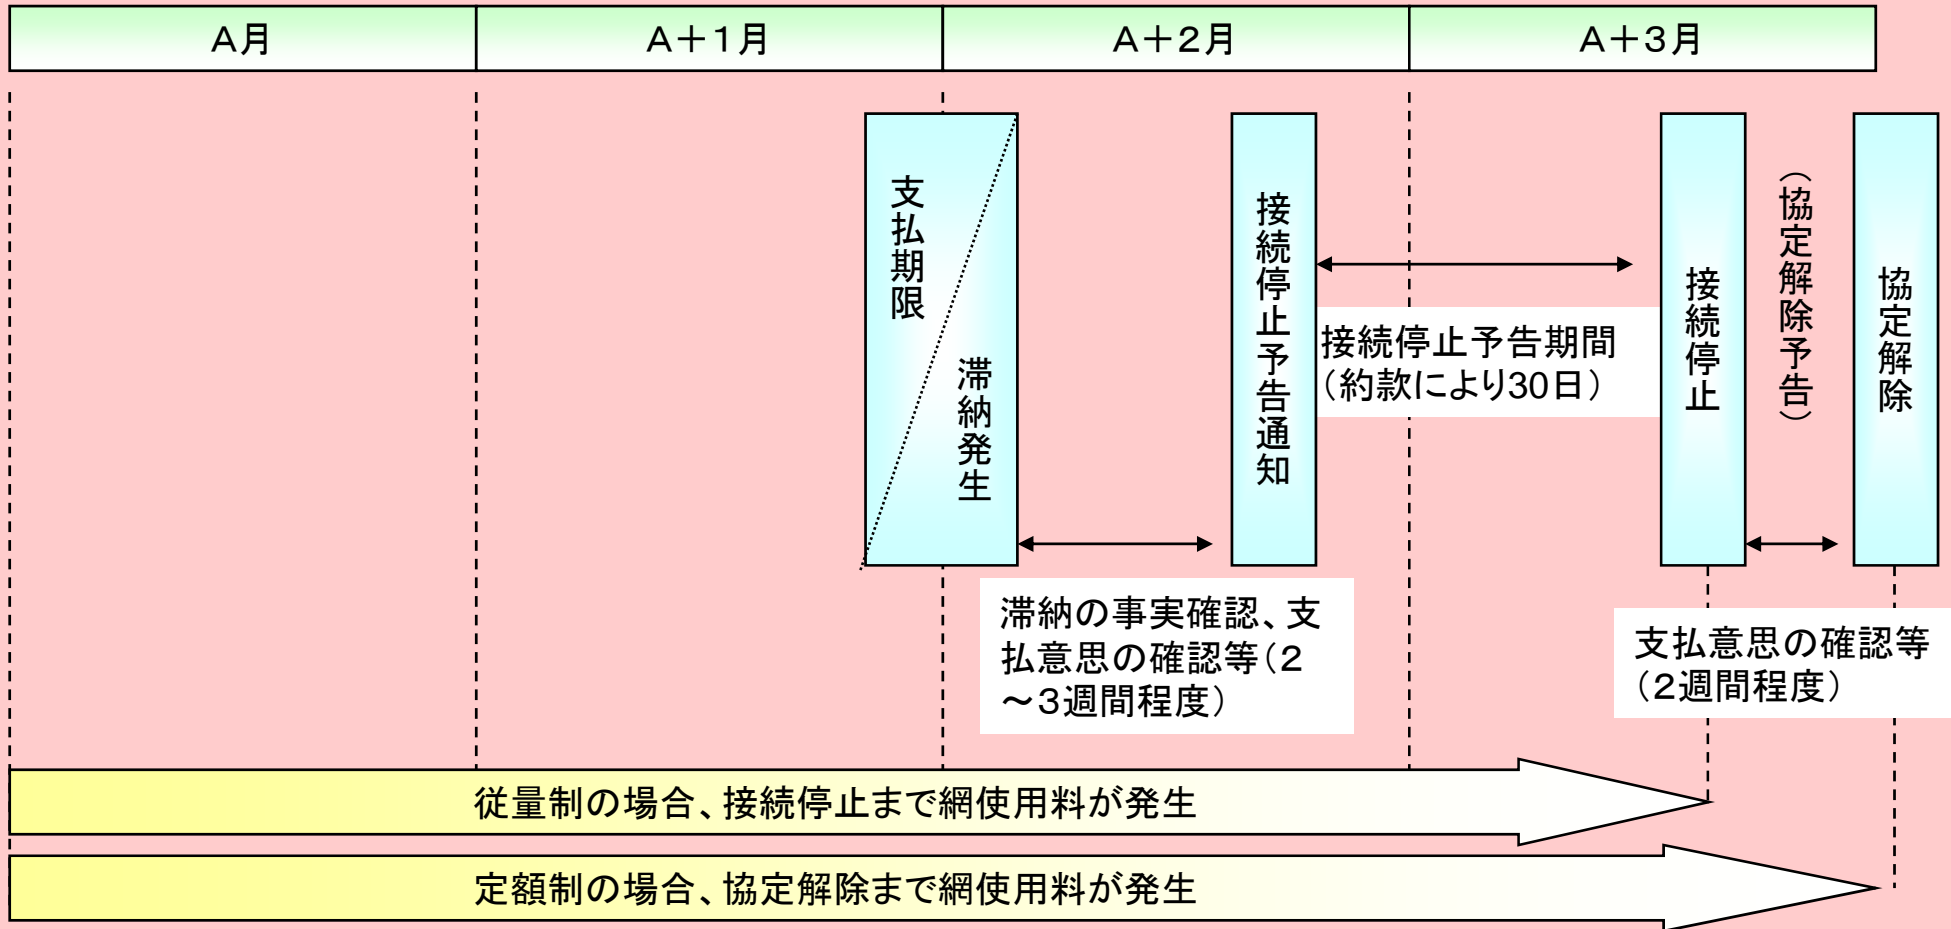 A月
A+1月
A+2月
A+3月
支払期限
滞納発生
接続停止予告通知
接続停止予告期間
（約款により30日）
接続停止
（協定解除予告）
協定解除
滞納の事実確認、支
払意思の確認等（2
～3週間程度）
支払意思の確認等
（2週間程度）
従量制の場合、接続停止まで網使用料が発生
定額制の場合、協定解除まで網使用料が発生